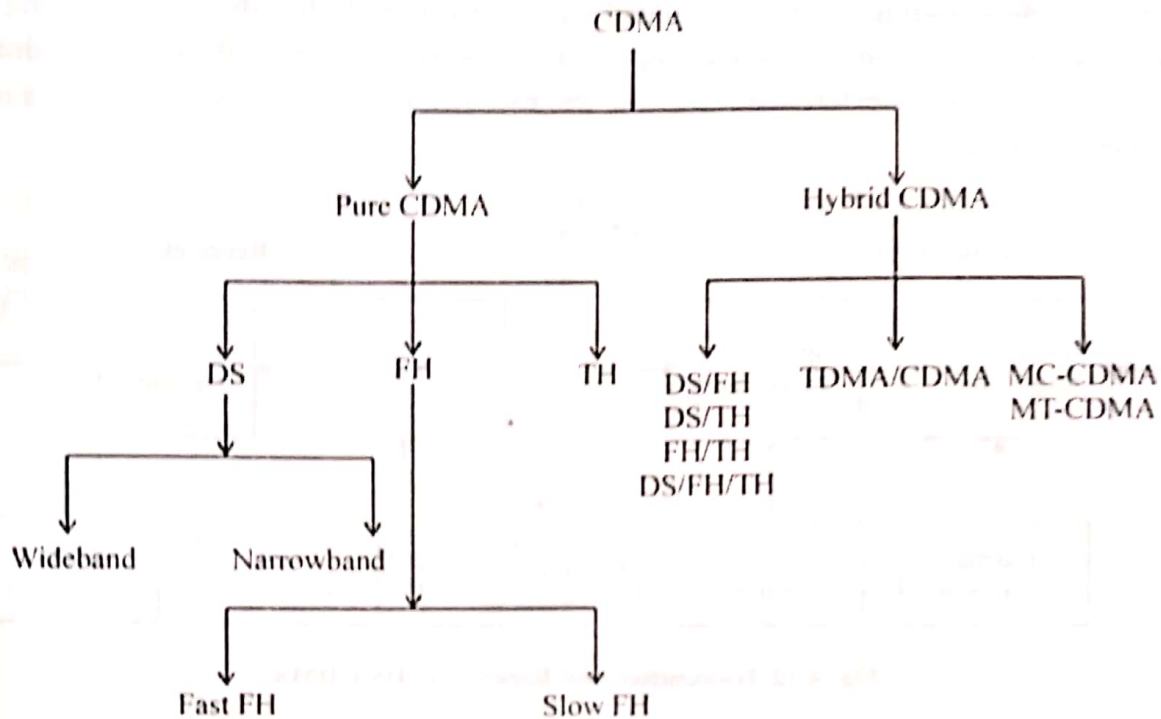 CDMA
Pure CDMA
Hybrid CDMA
DS
FH
TH
DS/FH
DS/TH
FH/TH
DS/FH/TH
TDMA/CDMA
MC-CDMA
MT-CDMA
Wideband
Narrowband
Fast FH
Slow FH